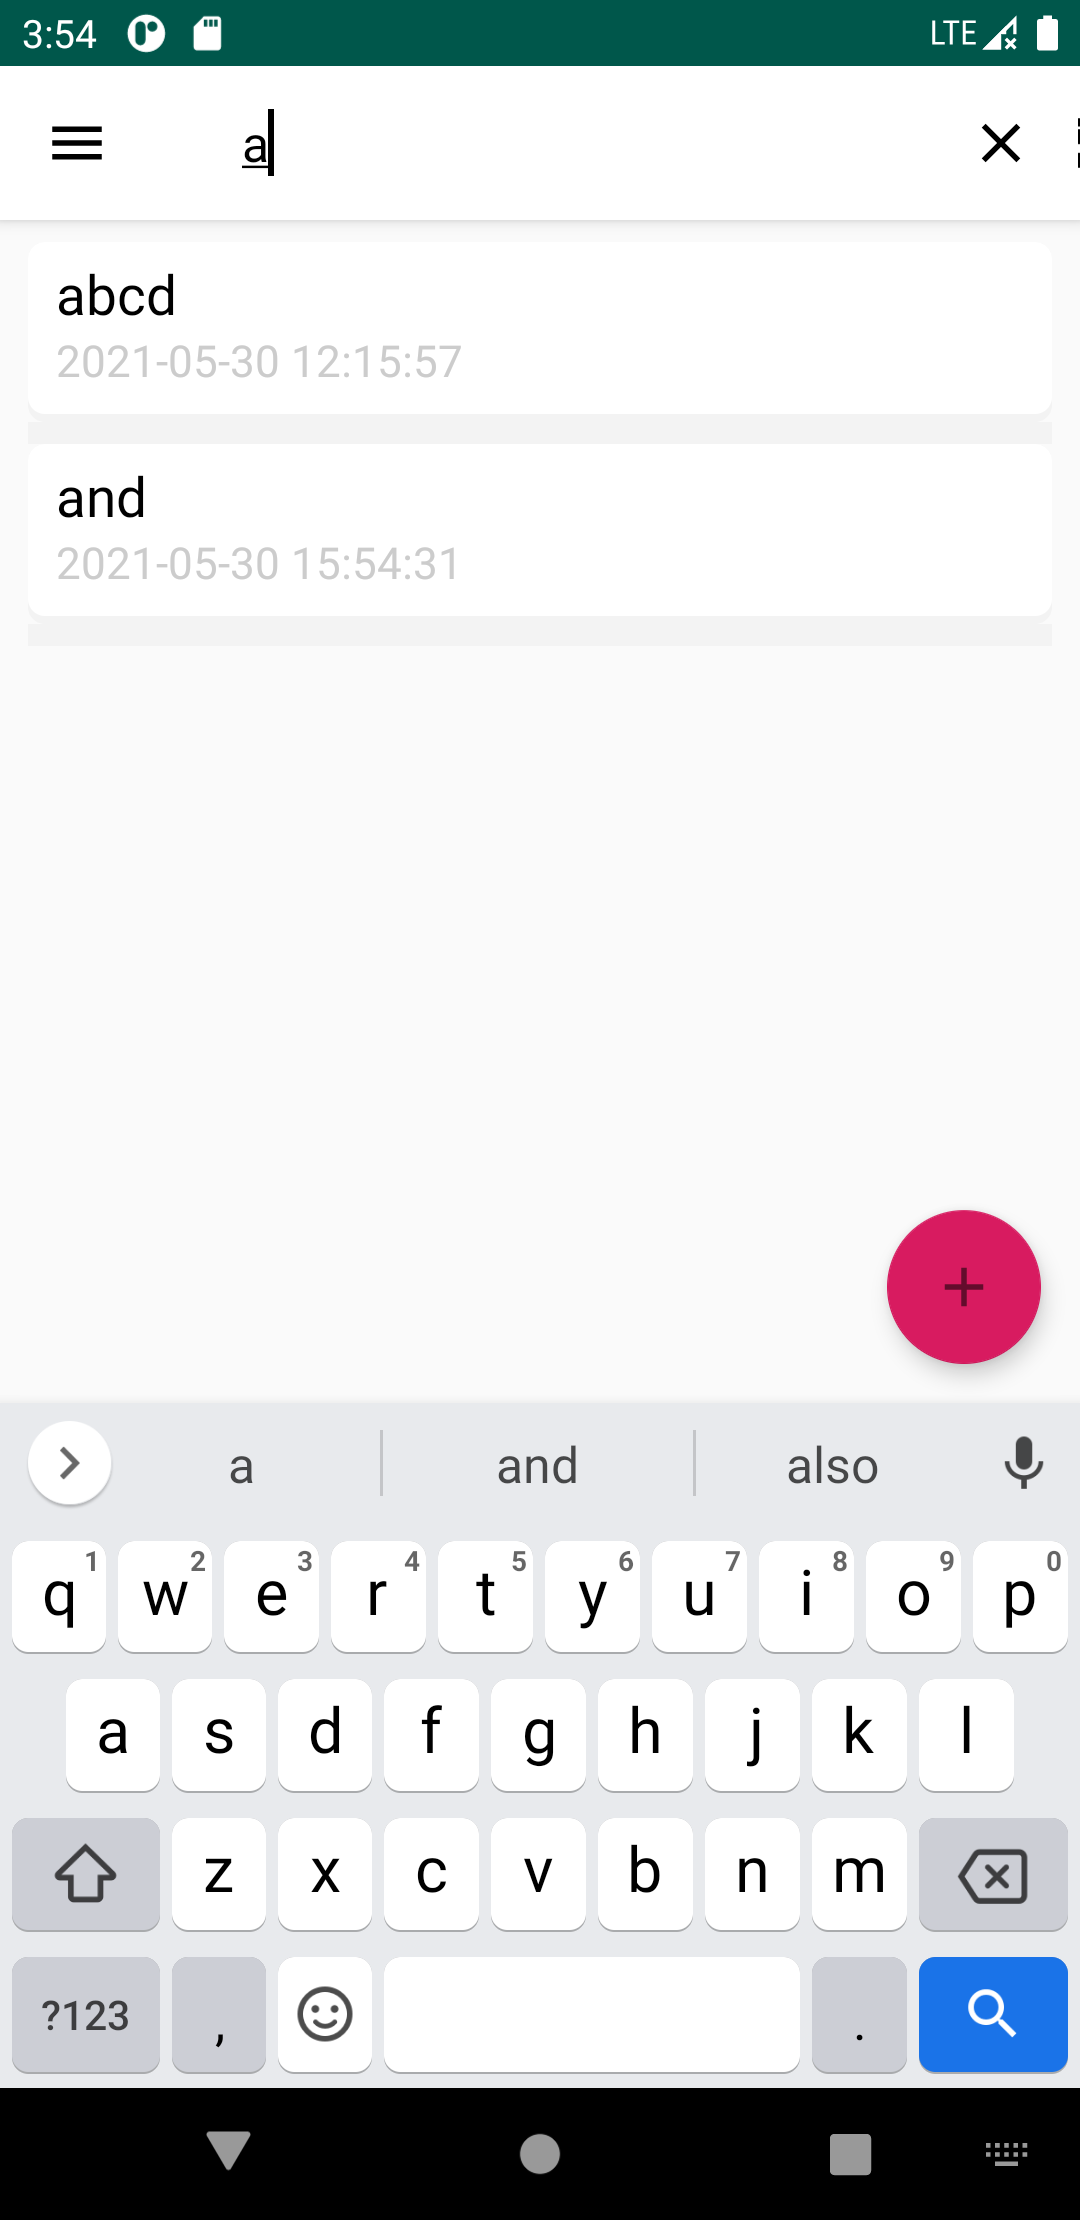 3:54 LTE
a
abcd
2021-05-30 12:15:57
and
2021-05-30 15:54:31
a and also
q 1 w 2 e 3 r 4 t 5 y 6 u 7 i 8 o 9 p 0
a s d f g h j k l
z x c v b n m
?123 , .